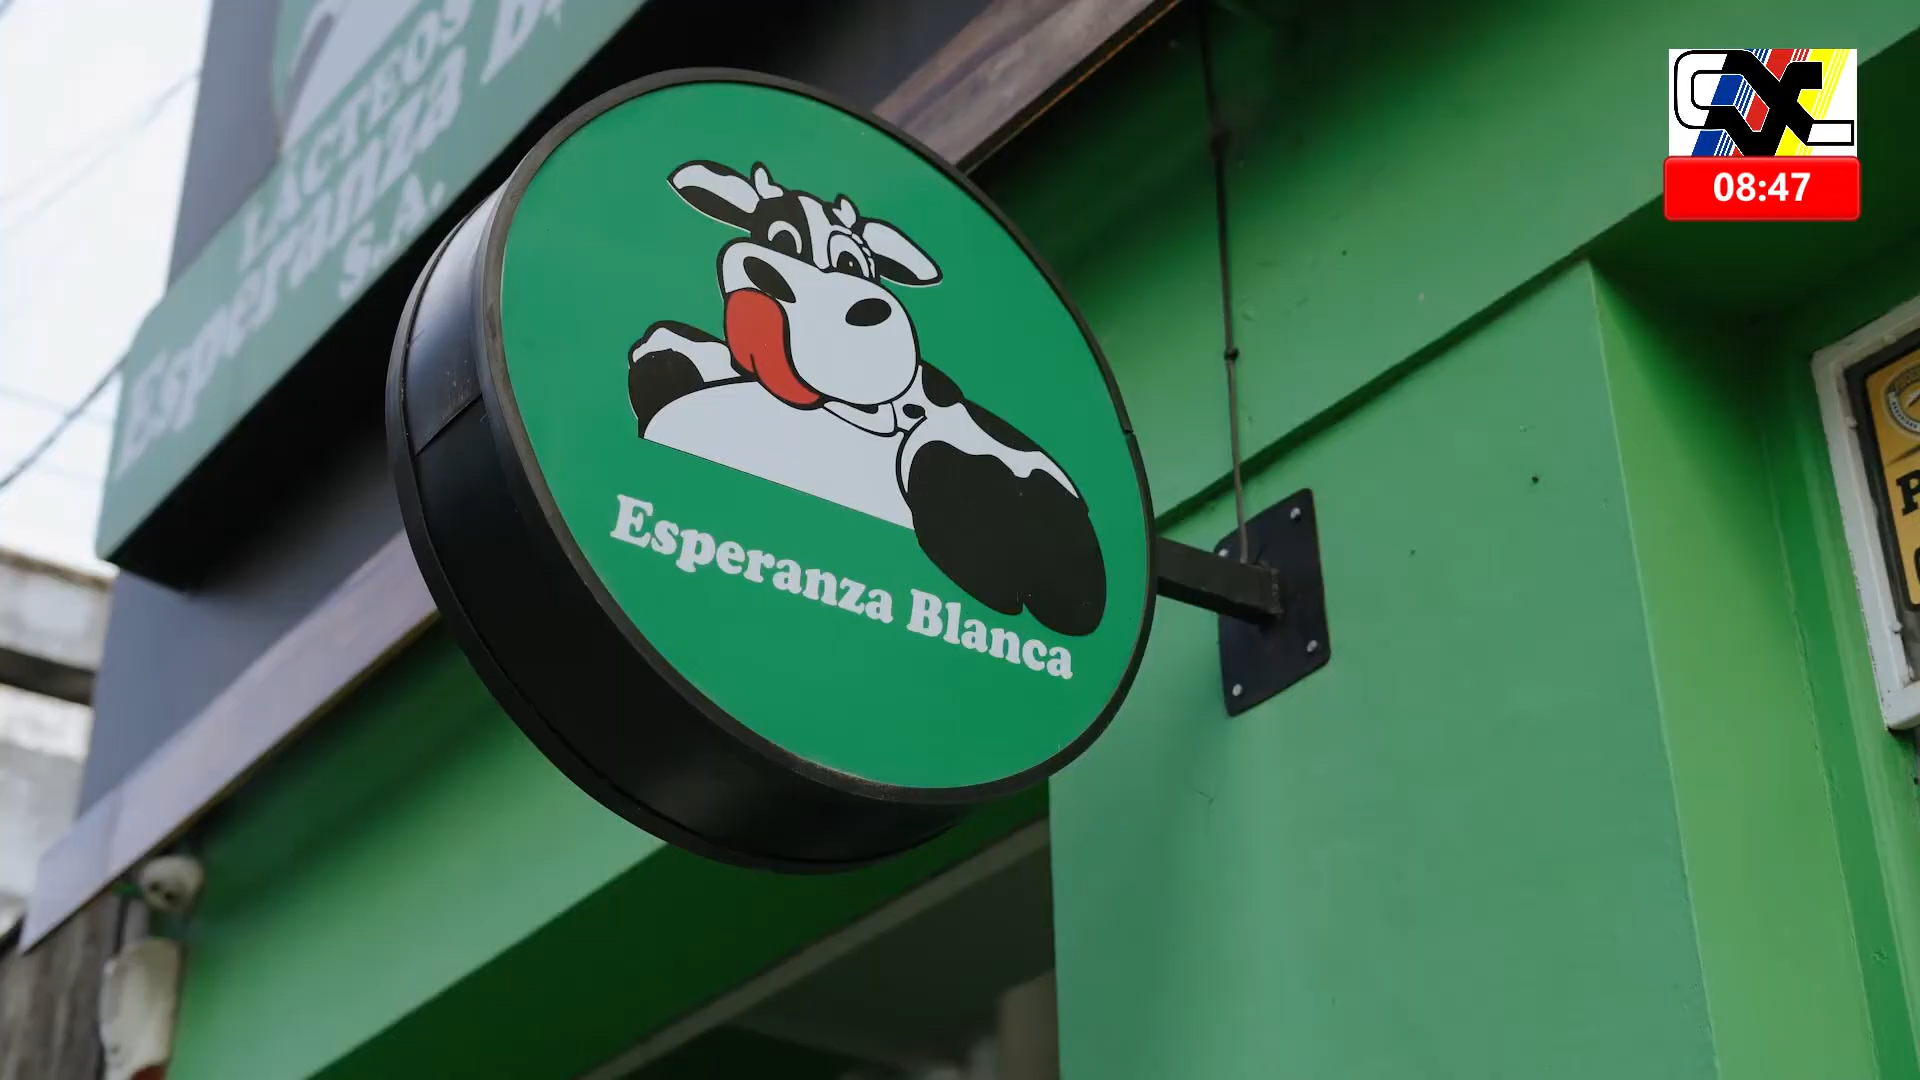 LÁCTEOS
Esperanza B
S.A.
Esperanza Blanca
08:47